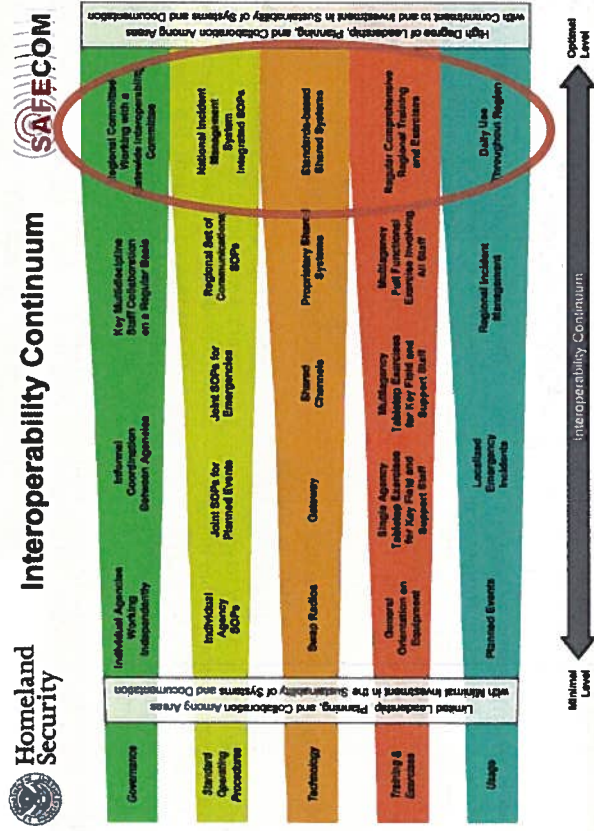 Homeland
Security
Interoperability Continuum
SAFECOM
Governance
Individual Agencies
Working
Independently
Informal
Coordination
Between Agencies
Key Multidiscipline
Staff Collaboration
on a Regular Basis
Regional Committee
Working with a
Statewide Interoperability
Committee
Standard
Operating
Procedures
Individual
Agency
SOPs
Joint SOPs for
Planned Events
Joint SOPs for
Emergencies
Regional Set of
Communications
SOPs
National Incident
Management
System
Integrated SOPs
Technology
Swap Radios
Gateway
Shared
Channels
Proprietary Shared
Systems
Standards-based
Shared Systems
Training &
Exercises
General
Orientation on
Equipment
Single Agency
Tabletop Exercises
for Key Field and
Support Staff
Multiagency
Tabletop Exercises
for Key Field and
Support Staff
Multiagency
Full Functional
Exercise Involving
All Staff
Regular Comprehensive
Regional Training
and Exercises
Usage
Planned Events
Localized
Emergency
Incidents
Regional Incident
Management
Daily Use
Throughout Region
Limited Leadership, Planning, and Collaboration Among Areas
with Minimal Investment in the Sustainability of Systems and Documentation
High Degree of Leadership, Planning, and Collaboration Among Areas
with Commitment to and Investment in Sustainability of Systems and Documentation
Minimal
Level
Interoperability Continuum
Optimal
Level